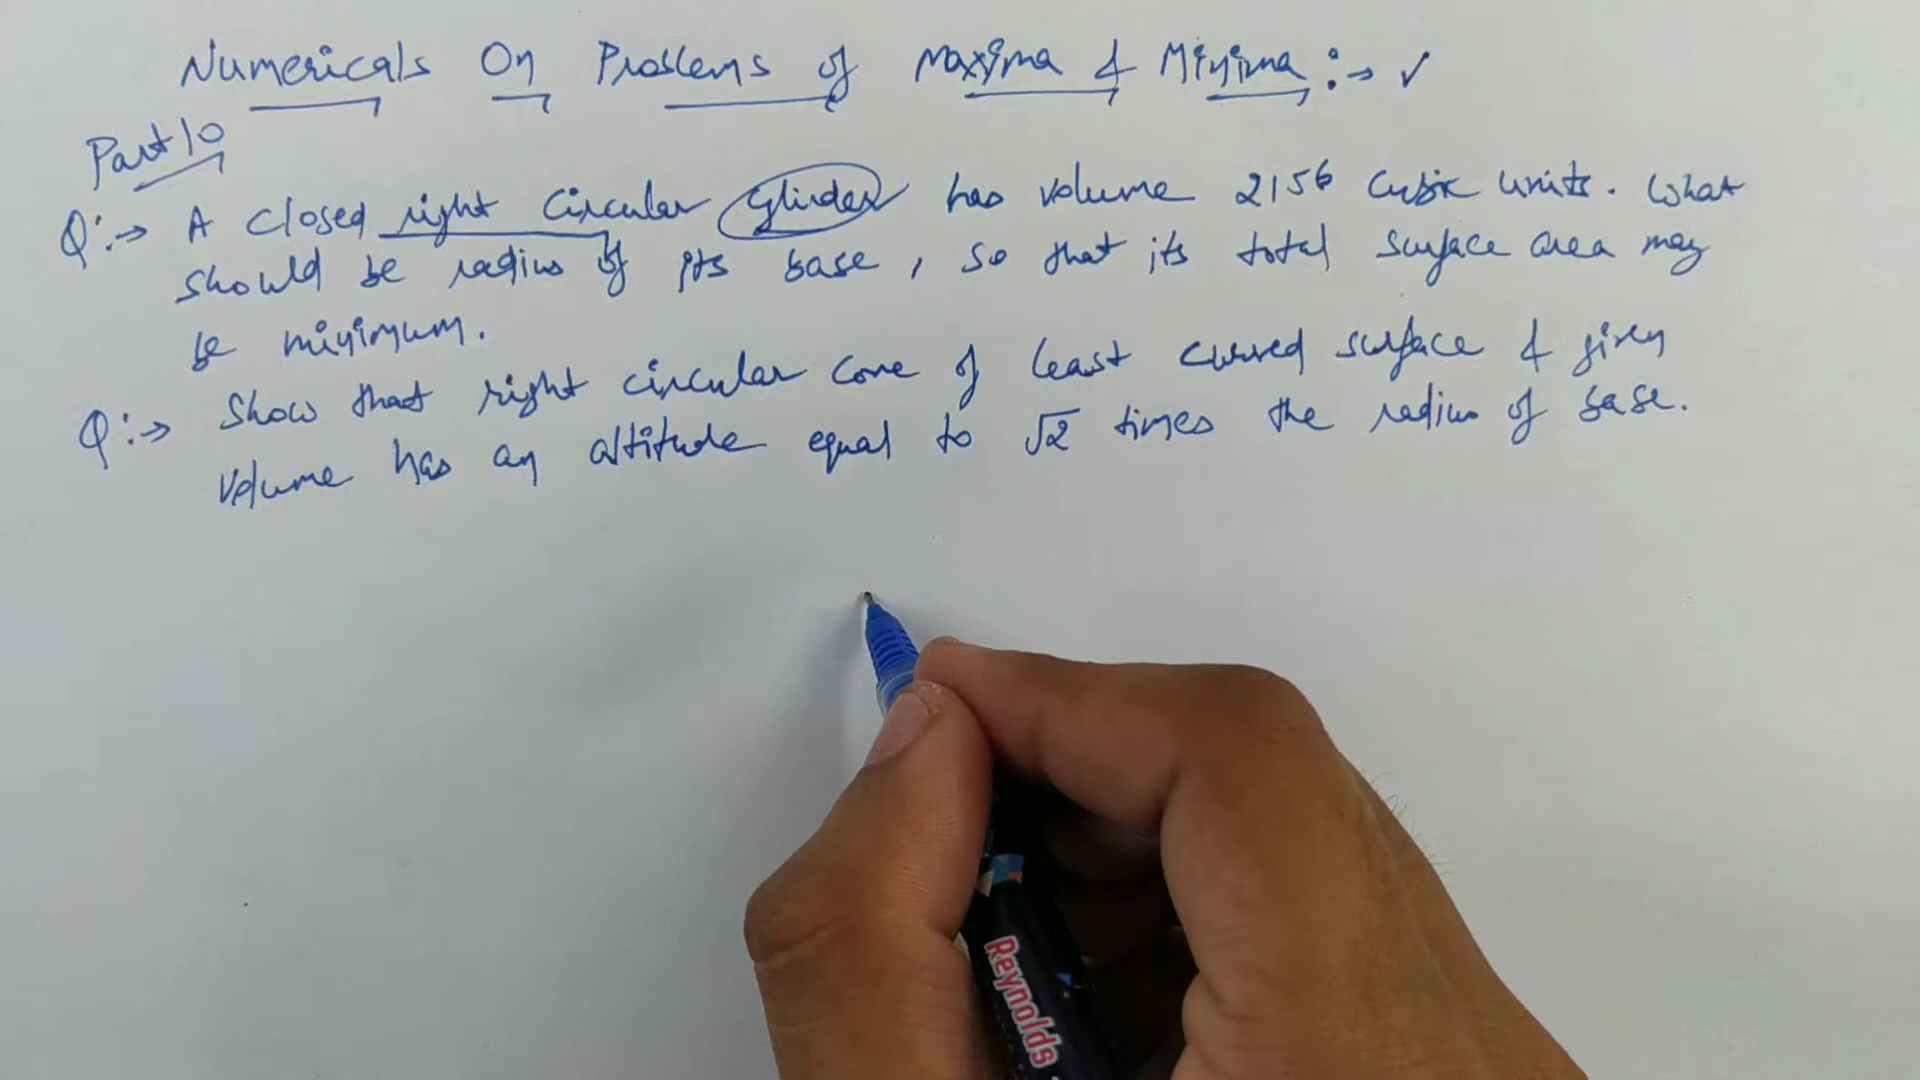 Numericals On Problems of Maxima & Minima :→ ✓
Part 10
Q:→ A closed right circular cylinder has volume 2156 cubic units. What
should be radius of its base, so that its total surface area may
be minimum.
Q:→ Show that right circular cone of least curved surface & given
volume has an altitude equal to √2 times the radius of base.
Reynolds